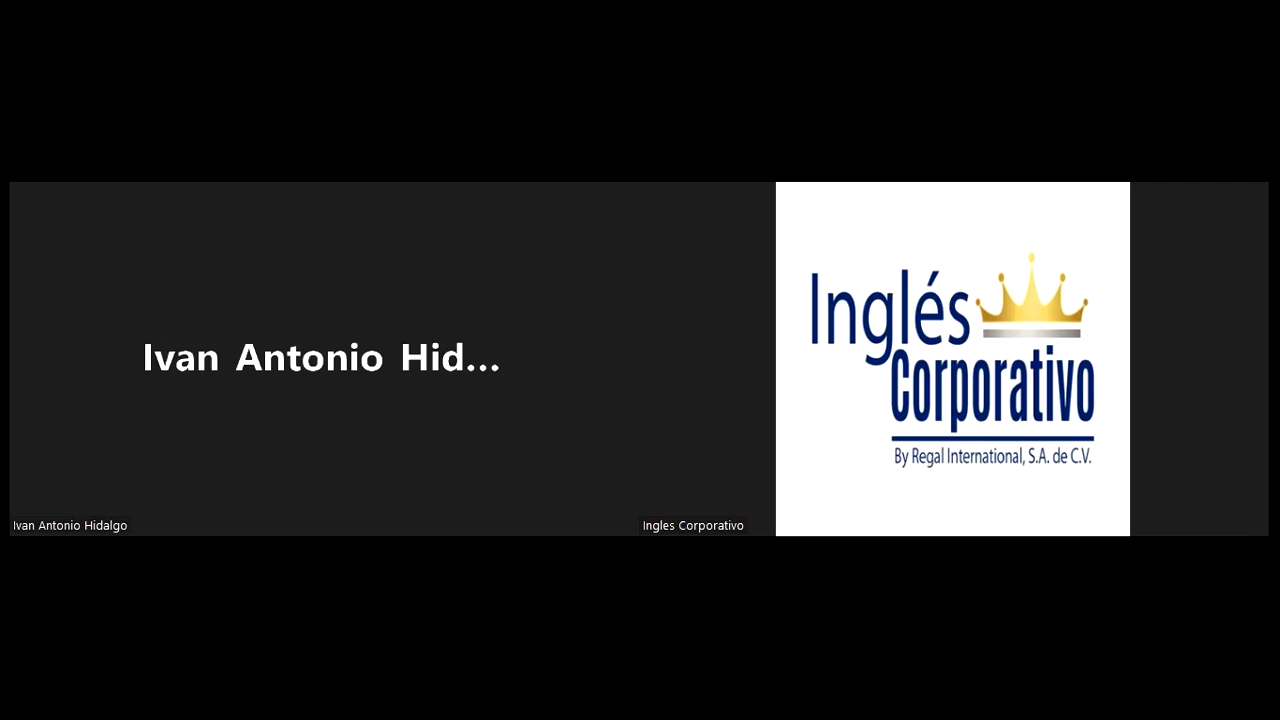 Ivan Antonio Hid...
Inglés
Corporativo
By Regal International, S.A. de C.V.
Ivan Antonio Hidalgo
Ingles Corporativo